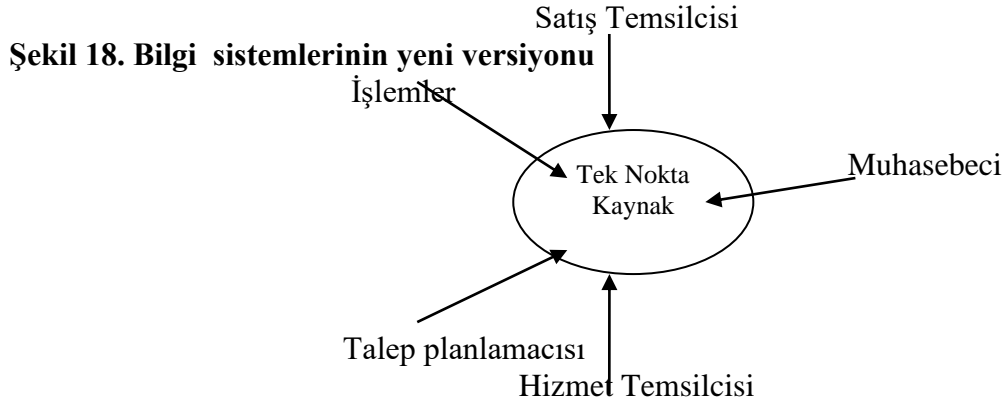 Satış Temsilcisi
Şekil 18. Bilgi sistemlerinin yeni versiyonu
İşlemler
Tek Nokta
Kaynak
Muhasebeci
Talep planlamacısı
Hizmet Temsilcisi